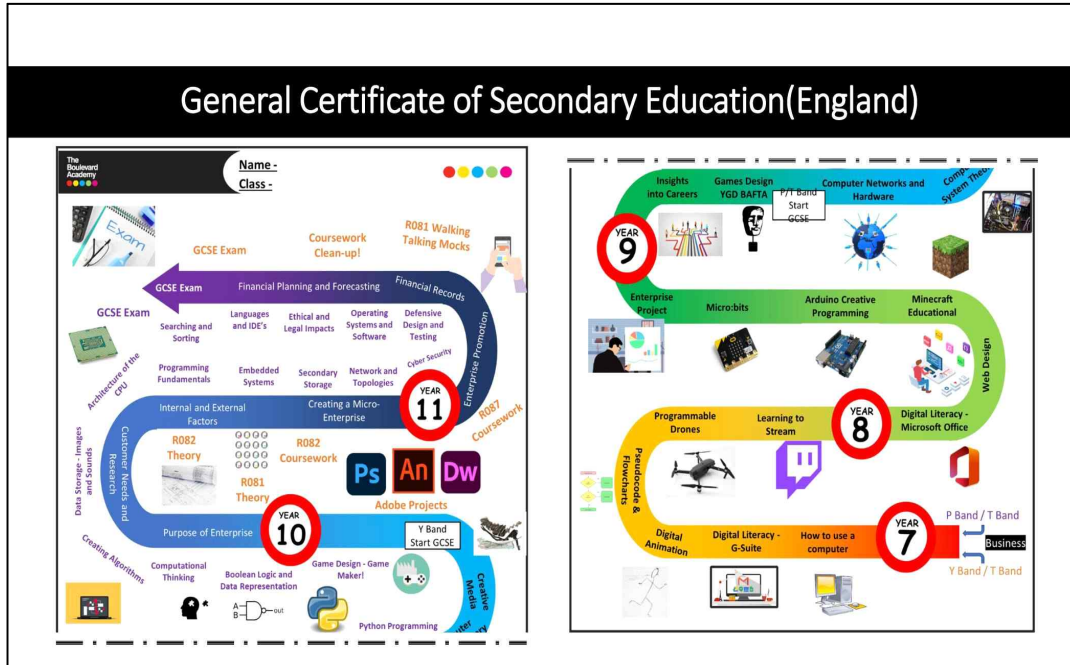 General Certificate of Secondary Education(England)
The
Boulevard
Academy
Name -
Class -
Exam
GCSE Exam
Coursework
Clean-up!
R081 Walking
Talking Mocks
GCSE Exam
Financial Planning and Forecasting
Financial Records
GCSE Exam
Searching and
Sorting
Languages
and IDE's
Ethical and
Legal Impacts
Operating
Systems and
Software
Defensive
Design and
Testing
Enterprise Promotion
Architecture of the
CPU
Programming
Fundamentals
Embedded
Systems
Secondary
Storage
Network and
Topologies
Cyber Security
YEAR
11
R087
Coursework
Internal and External
Factors
Creating a Micro-
Enterprise
Customer Needs and
Research
Data Storage - Images
and Sounds
R082
Theory
R081
Theory
R082
Coursework
Ps
An
Dw
Adobe Projects
Purpose of Enterprise
YEAR
10
Y Band
Start GCSE
Creating Algorithms
Computational
Thinking
Boolean Logic and
Data Representation
A
B
out
Game Design - Game
Maker!
Python Programming
Creative
Media
Insights
into Careers
Games Design
YGD BAFTA
P/T Band
Start
GCSE
Computer Networks and
Hardware
YEAR
9
Enterprise
Project
Micro:bits
Arduino Creative
Programming
Minecraft
Educational
Web Design
Programmable
Drones
Learning to
Stream
YEAR
8
Digital Literacy -
Microsoft Office
Pseudocode &
Flowcharts
Digital
Animation
Digital Literacy -
G-Suite
How to use a
computer
YEAR
7
P Band / T Band
Business
Y Band / T Band